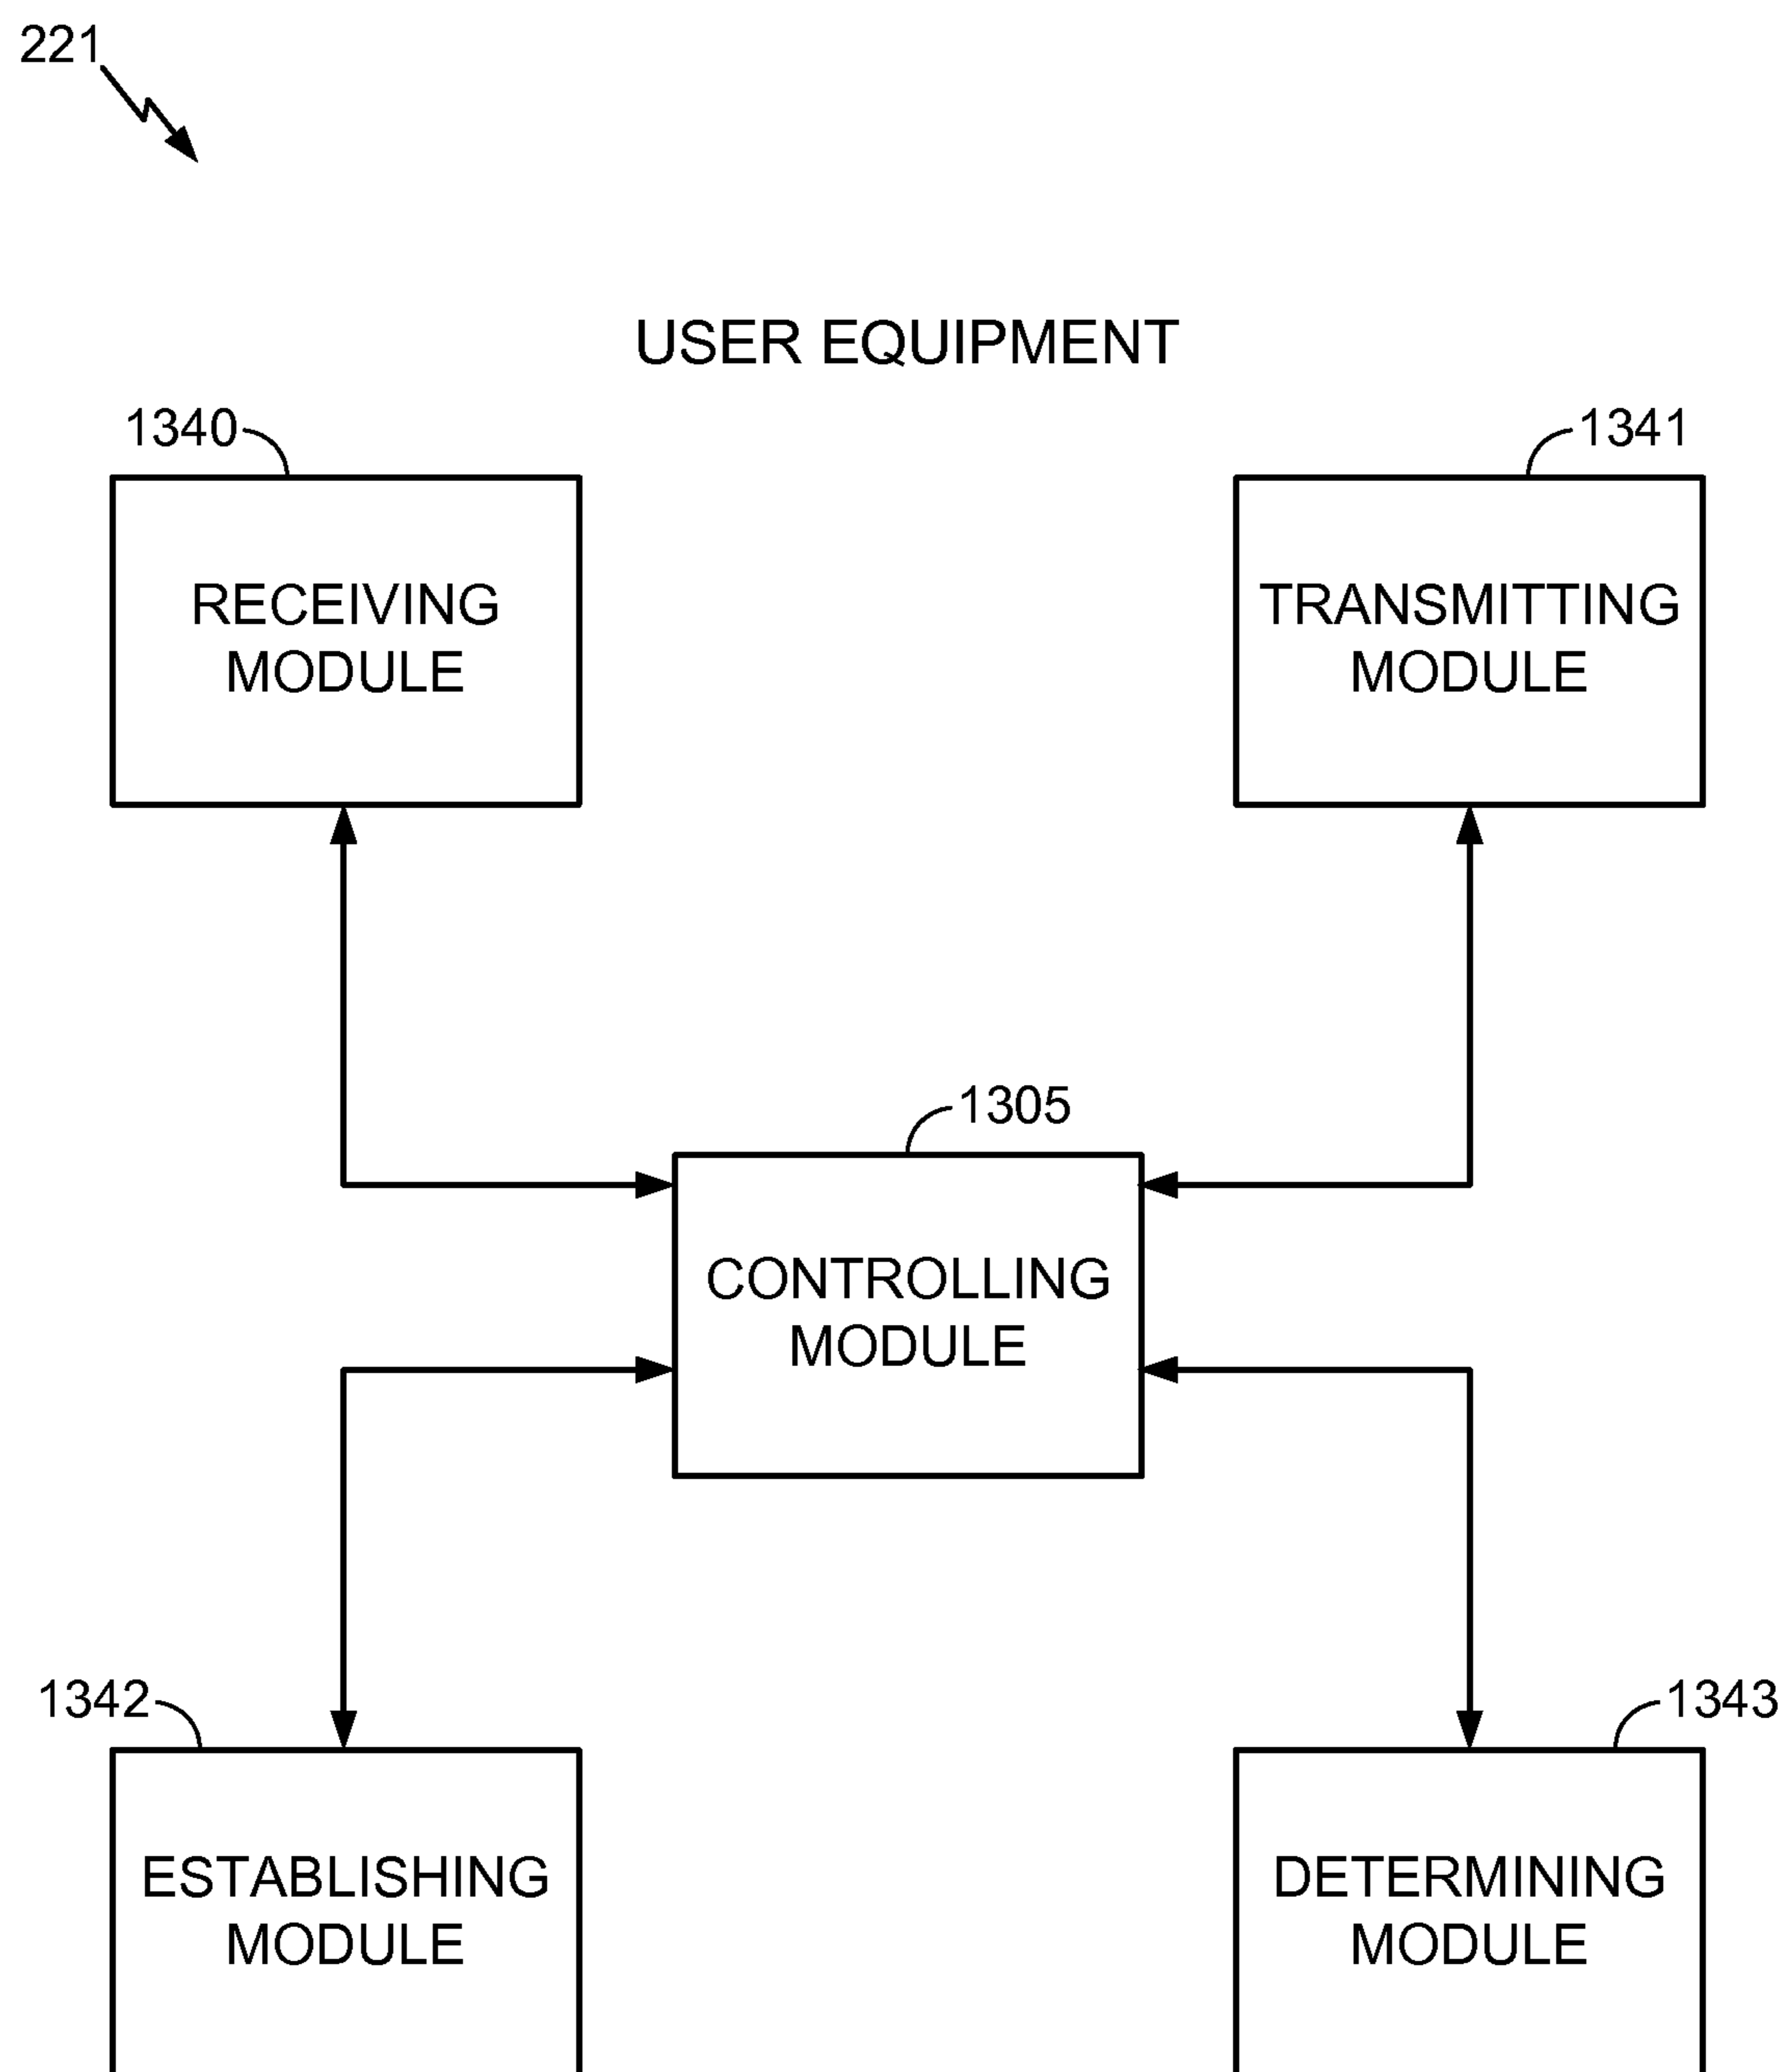 221
USER EQUIPMENT
1340
1341
RECEIVING
MODULE
TRANSMITTING
MODULE
1305
CONTROLLING
MODULE
1342
1343
ESTABLISHING
MODULE
DETERMINING
MODULE